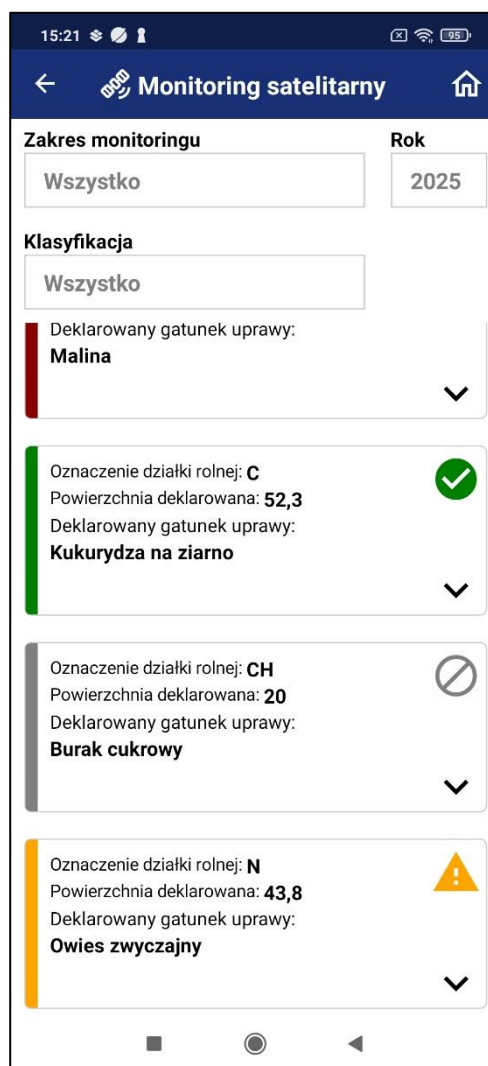 15:21
95
Monitoring satelitarny
Zakres monitoringu Rok
Wszystko 2025
Klasyfikacja
Wszystko
Deklarowany gatunek uprawy:
Malina
Oznaczenie działki rolnej: C
Powierzchnia deklarowana: 52,3
Deklarowany gatunek uprawy:
Kukurydza na ziarno
Oznaczenie działki rolnej: CH
Powierzchnia deklarowana: 20
Deklarowany gatunek uprawy:
Burak cukrowy
Oznaczenie działki rolnej: N
Powierzchnia deklarowana: 43,8
Deklarowany gatunek uprawy:
Owies zwyczajny